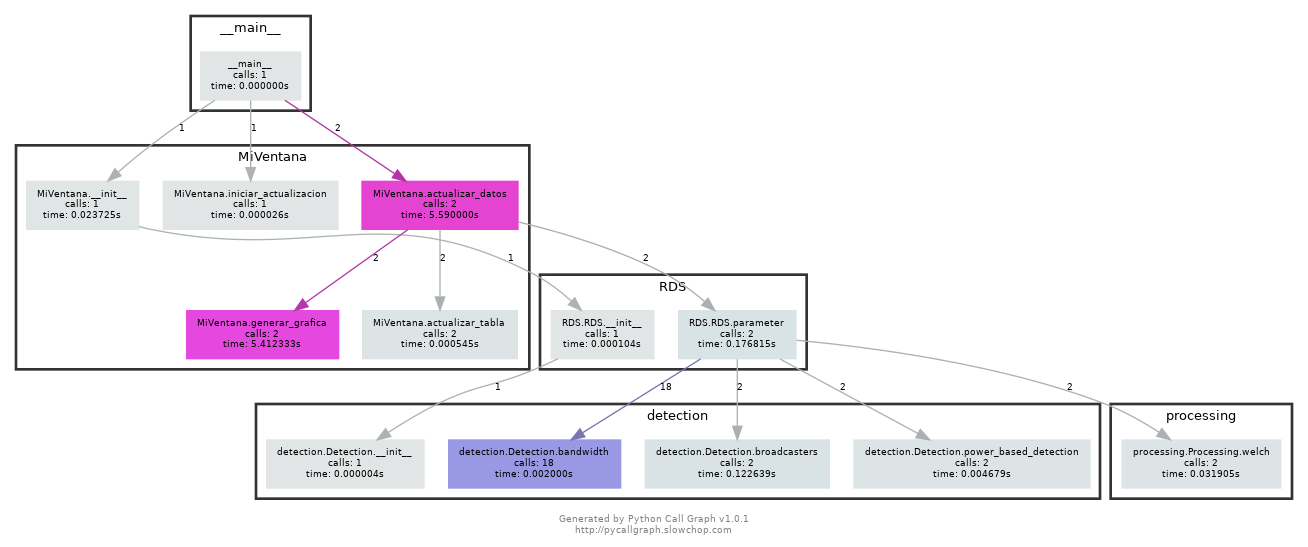 __main__
__main__
calls: 1
time: 0.000000s
1
1
2
MiVentana
MiVentana.__init__
calls: 1
time: 0.023725s
MiVentana.iniciar_actualizacion
calls: 1
time: 0.000026s
MiVentana.actualizar_datos
calls: 2
time: 5.590000s
2
2
1
2
MiVentana.generar_grafica
calls: 2
time: 5.412333s
MiVentana.actualizar_tabla
calls: 2
time: 0.000545s
RDS
RDS.RDS.__init__
calls: 1
time: 0.000104s
RDS.RDS.parameter
calls: 2
time: 0.176815s
1
18
2
2
2
detection
detection.Detection.__init__
calls: 1
time: 0.000004s
detection.Detection.bandwidth
calls: 18
time: 0.002000s
detection.Detection.broadcasters
calls: 2
time: 0.122639s
detection.Detection.power_based_detection
calls: 2
time: 0.004679s
processing
processing.Processing.welch
calls: 2
time: 0.031905s
Generated by Python Call Graph v1.0.1
http://pycallgraph.slowchop.com